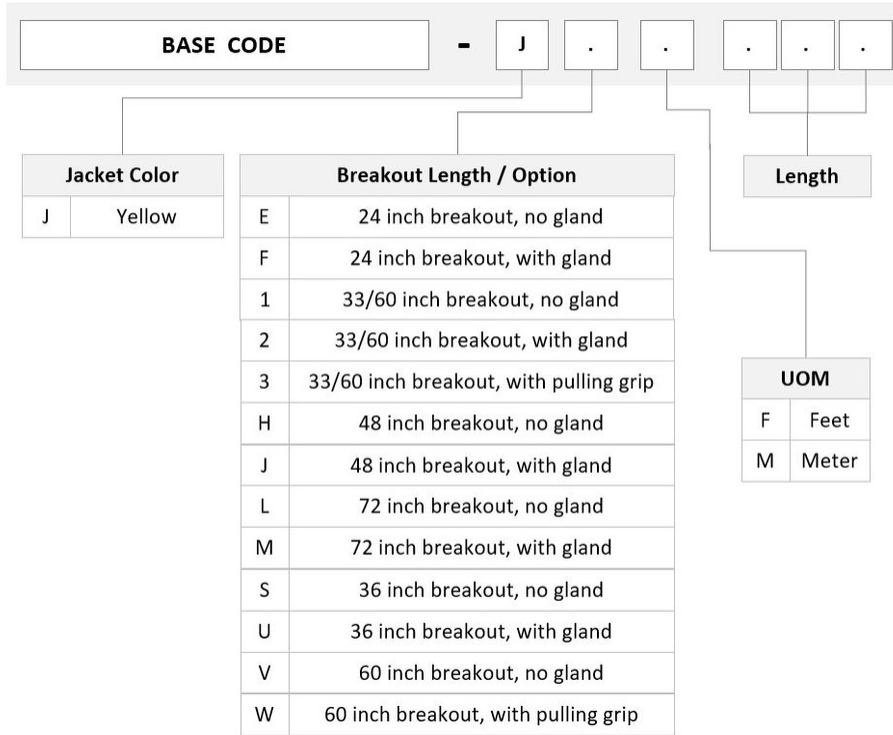 BASE CODE - J . . . . .
Jacket Color
J Yellow
Breakout Length / Option
E 24 inch breakout, no gland
F 24 inch breakout, with gland
1 33/60 inch breakout, no gland
2 33/60 inch breakout, with gland
3 33/60 inch breakout, with pulling grip
H 48 inch breakout, no gland
J 48 inch breakout, with gland
L 72 inch breakout, no gland
M 72 inch breakout, with gland
S 36 inch breakout, no gland
U 36 inch breakout, with gland
V 60 inch breakout, no gland
W 60 inch breakout, with pulling grip
Length
UOM
F Feet
M Meter